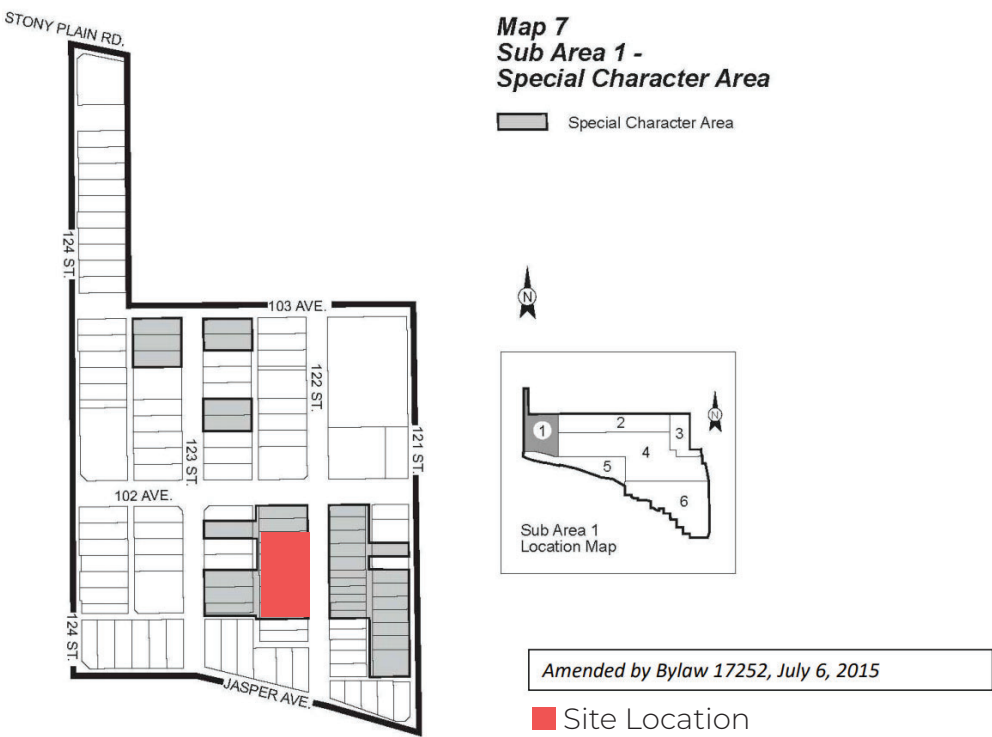 STONY PLAIN RD.
Map 7
Sub Area 1 -
Special Character Area
Special Character Area
124 ST.
103 AVE.
122 ST.
121 ST.
123 ST.
102 AVE.
124 ST.
JASPER AVE.
N
N
1
2
3
4
5
6
Sub Area 1
Location Map
Amended by Bylaw 17252, July 6, 2015
Site Location